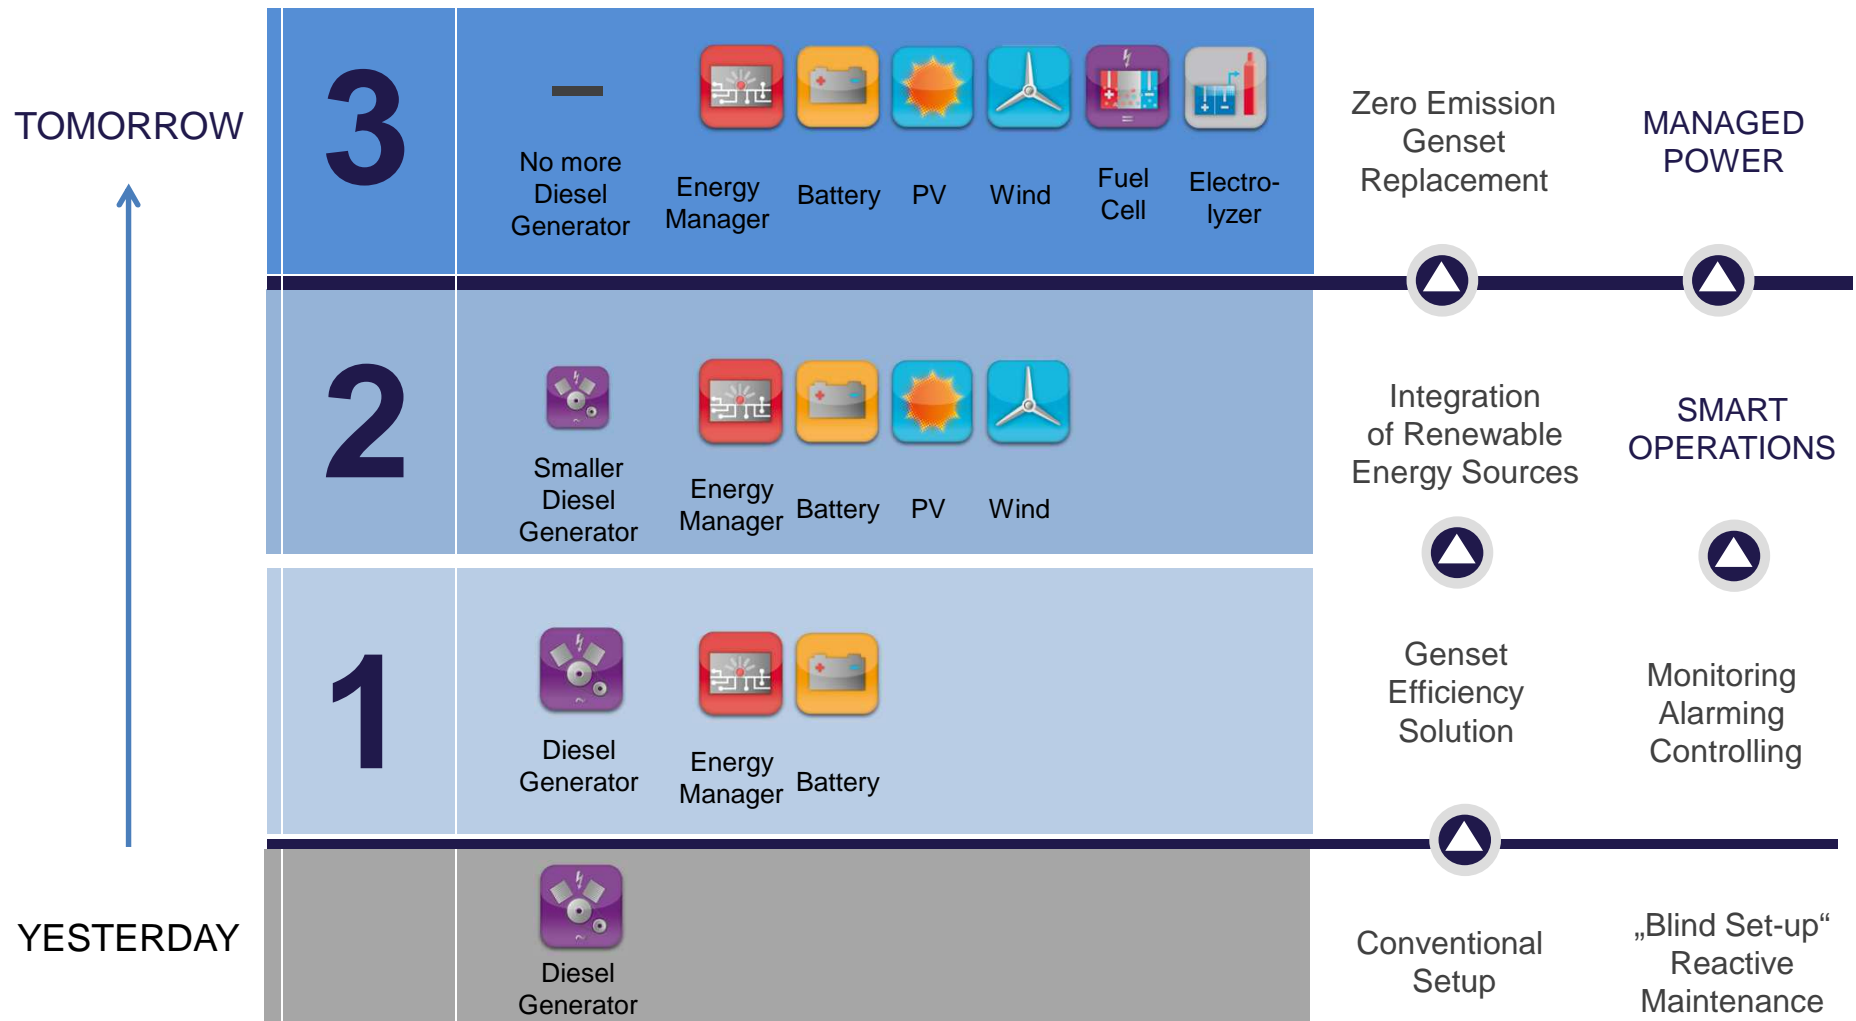 TOMORROW
3
No more
Diesel
Generator
Energy
Manager
Battery
PV
Wind
Fuel
Cell
Electro-
lyzer
Zero Emission
Genset
Replacement
MANAGED
POWER
2
Smaller
Diesel
Generator
Energy
Manager
Battery
PV
Wind
Integration
of Renewable
Energy Sources
SMART
OPERATIONS
1
Diesel
Generator
Energy
Manager
Battery
Genset
Efficiency
Solution
Monitoring
Alarming
Controlling
YESTERDAY
Diesel
Generator
Conventional
Setup
„Blind Set-up“
Reactive
Maintenance